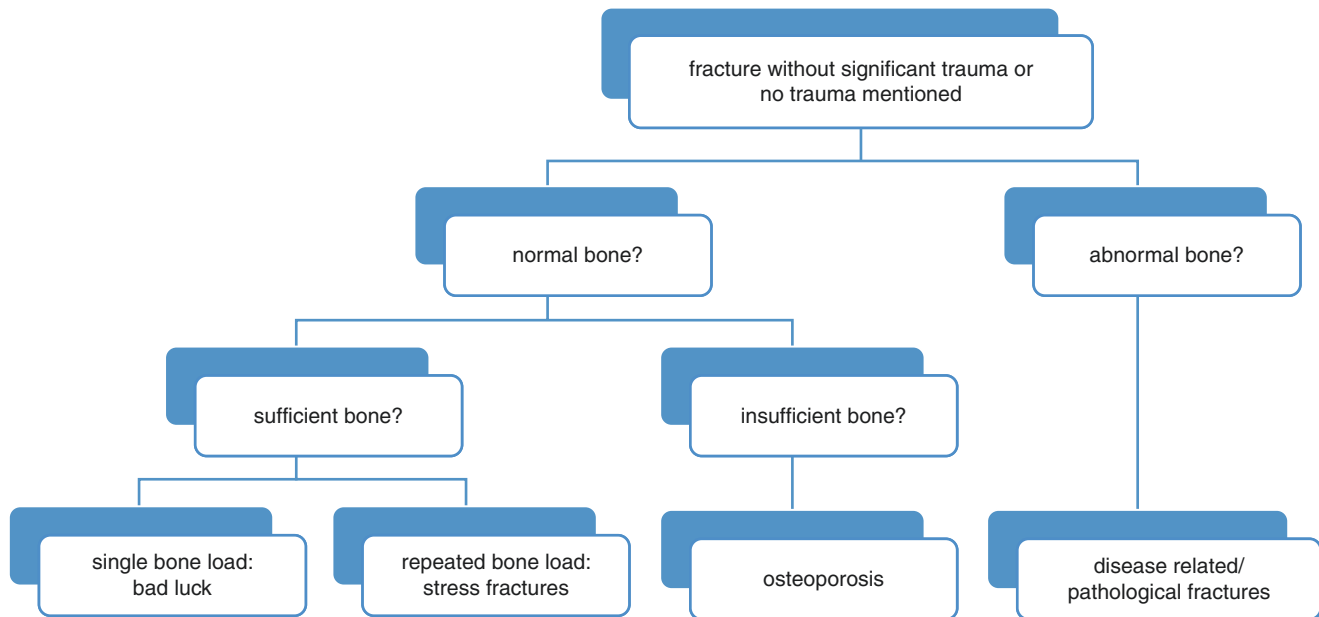 fracture without significant trauma or
no trauma mentioned
normal bone?
abnormal bone?
sufficient bone?
insufficient bone?
single bone load:
bad luck
repeated bone load:
stress fractures
osteoporosis
disease related/
pathological fractures